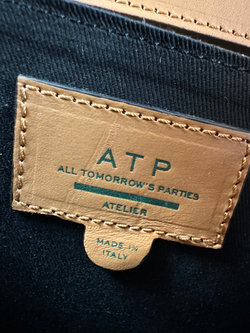 ATP
ALL TOMORROW'S PARTIES
ATELIER
MADE IN
ITALY